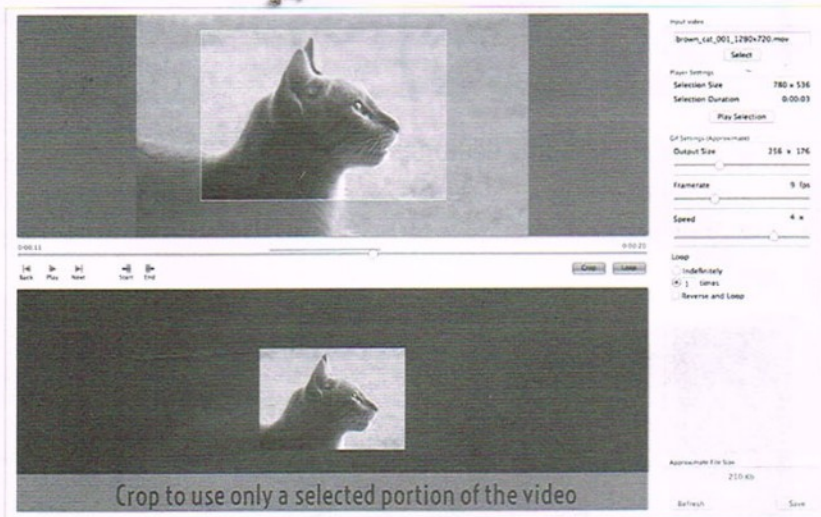 Input video
brown_cat_001_1280x720.mov
Select
Player Settings
Selection Size 780 x 536
Selection Duration 0:00:03
Play Selection
Gif Settings (Approximate)
Output Size 256 x 176
Framerate 9 fps
Speed 4 x
0:00:11 0:00:25
Back Play Next Start End Crop Loop
Loop
Indefinitely
1 times
Reverse and Loop
Approximate File Size
210 Kb
Refresh Save
Crop to use only a selected portion of the video